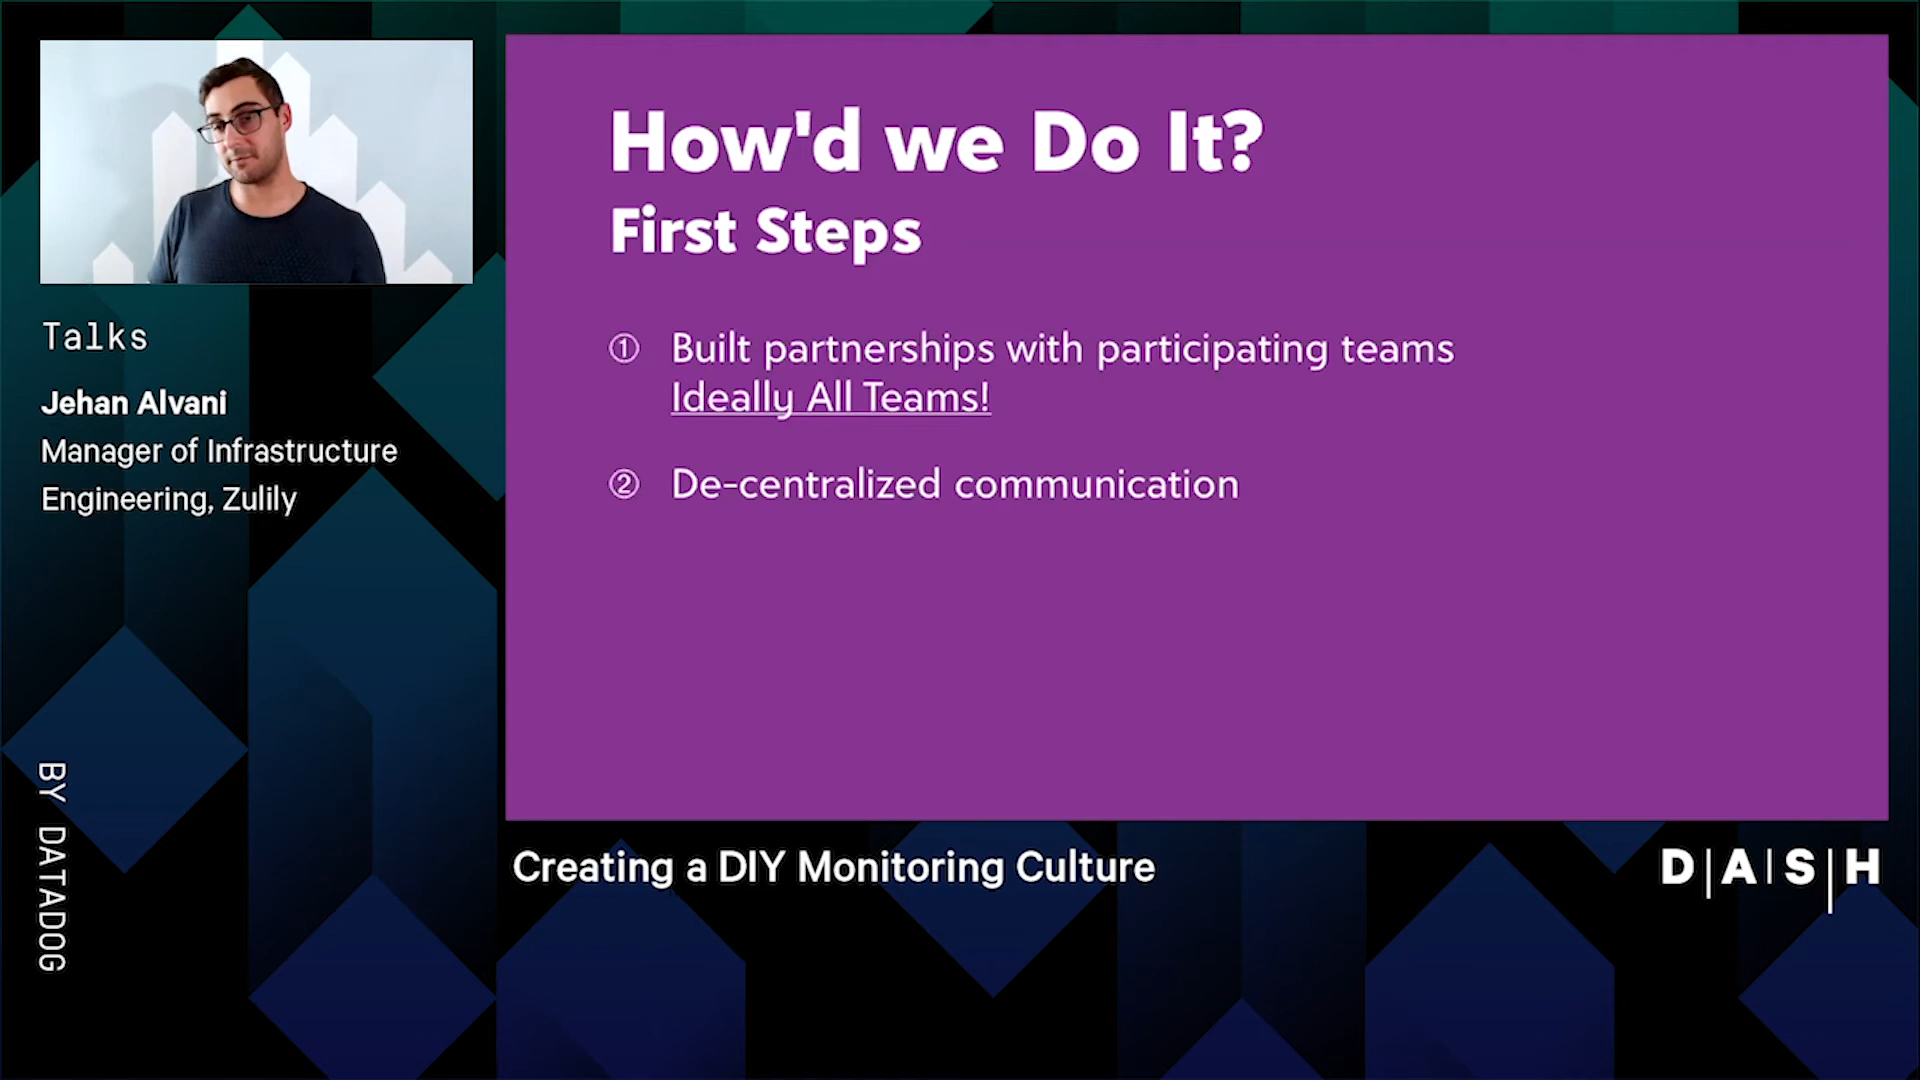 Talks
Jehan Alvani
Manager of Infrastructure
Engineering, Zulily
BY DATADOG
How'd we Do It?
First Steps
① Built partnerships with participating teams
Ideally All Teams!
② De-centralized communication
Creating a DIY Monitoring Culture
D|A|S|H